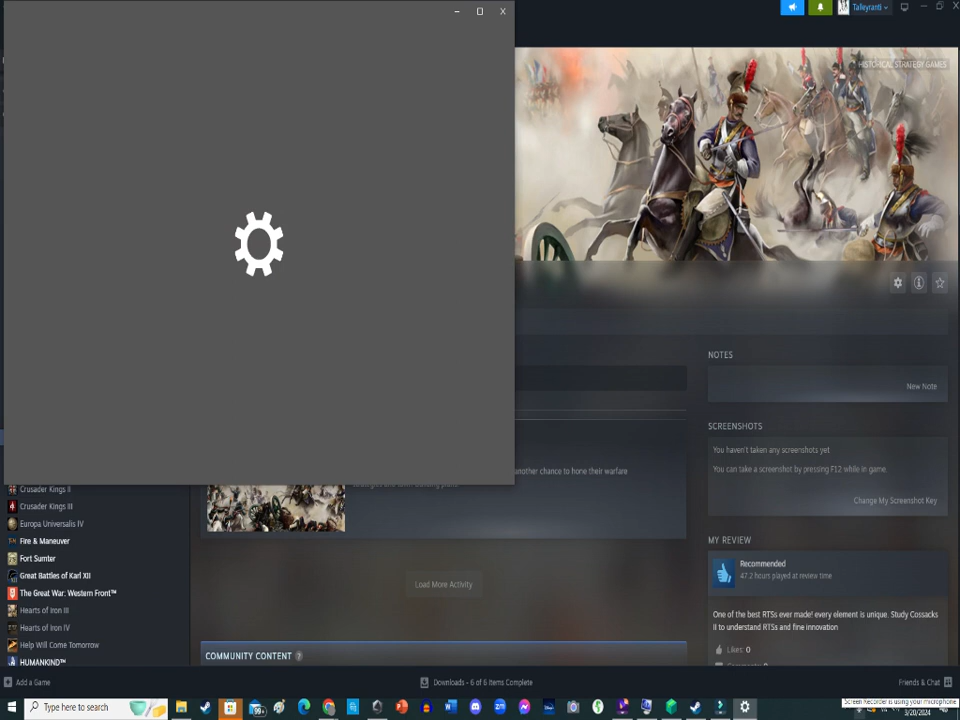 Talleyranti
HISTORICAL STRATEGY GAMES
NOTES
New Note
SCREENSHOTS
You haven't taken any screenshots yet
You can take a screenshot by pressing F12 while in game.
Change My Screenshot Key
another chance to hone their warfare
MY REVIEW
Recommended
47.2 hours played at review time
One of the best RTSs ever made! every element is unique. Study Cossacks
II to understand RTSs and fine innovation
Likes: 0
Load More Activity
COMMUNITY CONTENT ?
Crusader Kings II
Crusader Kings III
Europa Universalis IV
Fire & Maneuver
Fort Sumter
Great Battles of Karl XII
The Great War: Western Front™
Hearts of Iron III
Hearts of Iron IV
Help Will Come Tomorrow
HUMANKIND™
Add a Game
Downloads - 6 of 6 Items Complete
Friends & Chat
Type here to search
99+
Screen Recorder is using your microphone
3/20/2024